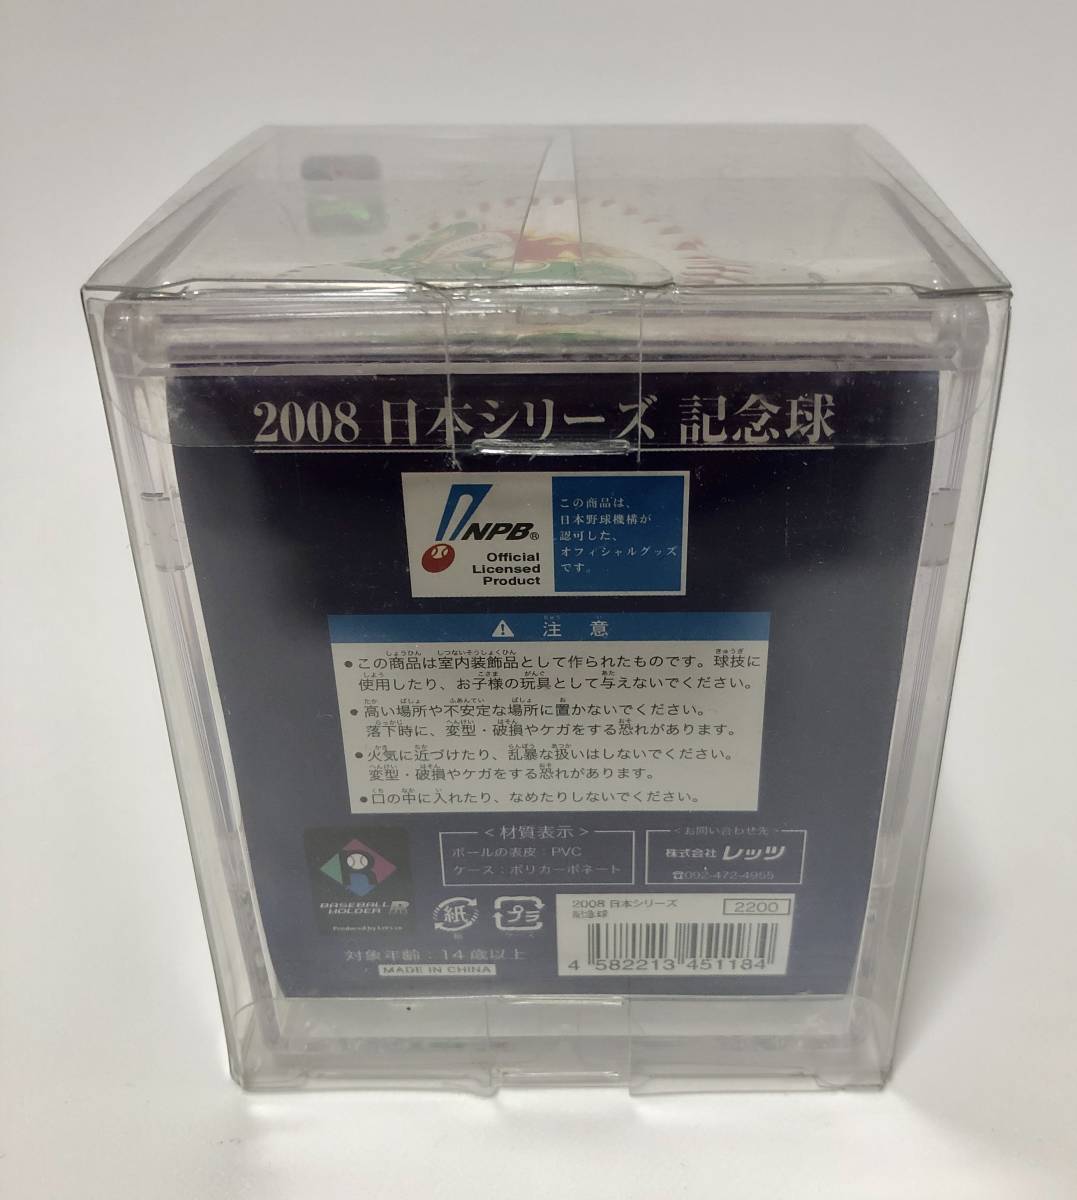 2008 日本シリーズ 記念球
NPB®
Official
Licensed
Product
この商品は、
日本野球機構が
認可した、
オフィシャルグッズ
です。
注意
●この商品は室内装飾品として作られたものです。球技に
使用したり、お子様の玩具として与えないでください。
●高い場所や不安定な場所に置かないでください。
落下時に、変型・破損やケガをする恐れがあります。
●火気に近づけたり、乱暴な扱いはしないでください。
変型・破損やケガをする恐れがあります。
●口の中に入れたり、なめたりしないでください。
BASEBALL
HOLDER
Produced by Let's co
<材質表示>
ボールの表皮:PVC
ケース:ポリカーボネート
<お問い合わせ先>
株式会社 レッツ
☎092-472-4955
紙
プラ
対象年齢:14歳以上
MADE IN CHINA
2008 日本シリーズ
記念球
2200
4 582213 451184